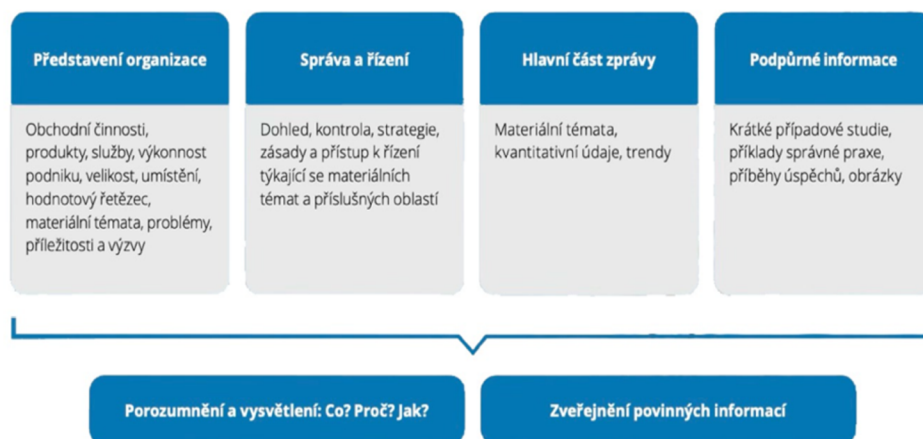 Představení organizace
Obchodní činnosti,
produkty, služby, výkonnost
podniku, velikost, umístění,
hodnotový řetězec,
materiální témata, problémy,
příležitosti a výzvy
Správa a řízení
Dohled, kontrola, strategie,
zásady a přístup k řízení
týkající se materiálních
témat a příslušných oblastí
Hlavní část zprávy
Materiální témata,
kvantitativní údaje, trendy
Podpůrné informace
Krátké případové studie,
příklady správné praxe,
příběhy úspěchů, obrázky
Porozumnění a vysvětlení: Co? Proč? Jak?
Zveřejnění povinných informací